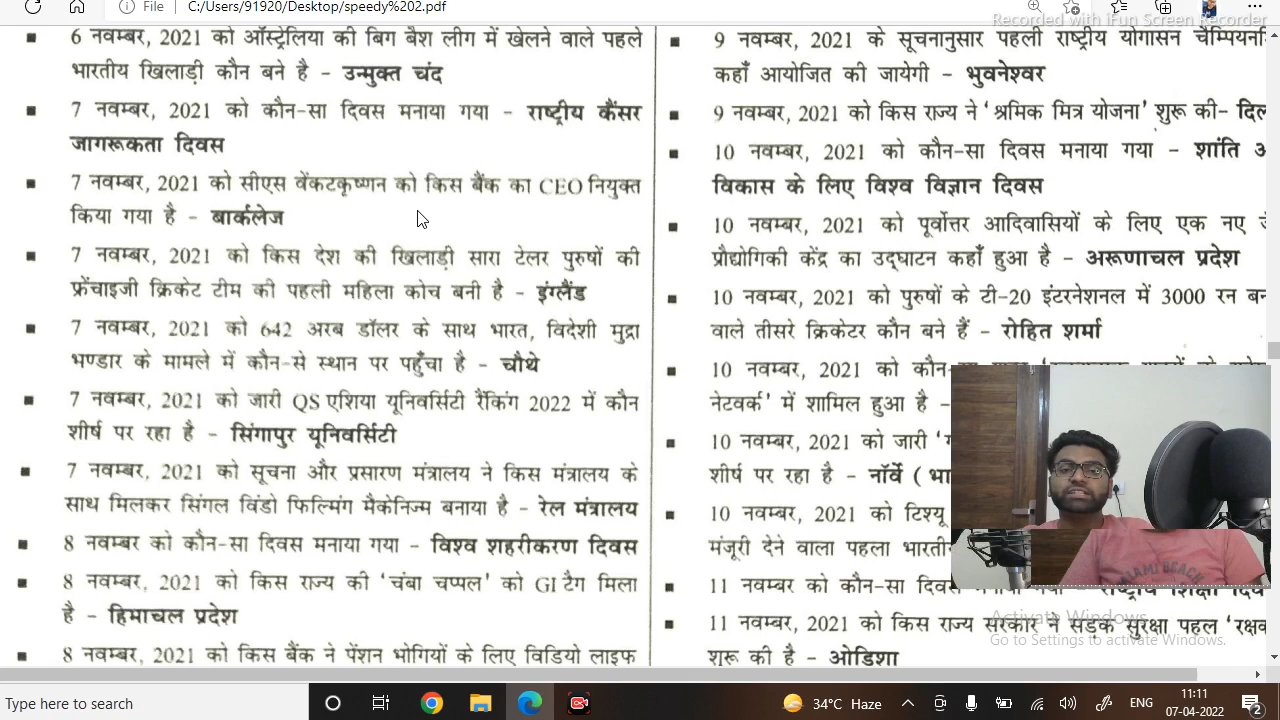 File
C:/Users/91920/Desktop/speedy%202.pdf
Recorded with iFun Screen Recorder
6 नवम्बर, 2021 को ऑस्ट्रेलिया की बिग बैश लीग में खेलने वाले पहले
भारतीय खिलाड़ी कौन बने है - उन्मुक्त चंद
7 नवम्बर, 2021 को कौन-सा दिवस मनाया गया - राष्ट्रीय कैंसर
जागरूकता दिवस
7 नवम्बर, 2021 को सीएस वेंकटकृष्णन को किस बैंक का CEO नियुक्त
किया गया है - बार्कलेज
7 नवम्बर, 2021 को किस देश की खिलाड़ी सारा टेलर पुरुषों की
फ्रेंचाइजी क्रिकेट टीम की पहली महिला कोच बनी है - इंग्लैंड
7 नवम्बर, 2021 को 642 अरब डॉलर के साथ भारत, विदेशी मुद्रा
भण्डार के मामले में कौन-से स्थान पर पहुँचा है - चौथे
7 नवम्बर, 2021 को जारी QS एशिया यूनिवर्सिटी रैंकिंग 2022 में कौन
शीर्ष पर रहा है - सिंगापुर यूनिवर्सिटी
7 नवम्बर, 2021 को सूचना और प्रसारण मंत्रालय ने किस मंत्रालय के
साथ मिलकर सिंगल विंडो फिल्मिंग मैकेनिज्म बनाया है - रेल मंत्रालय
8 नवम्बर को कौन-सा दिवस मनाया गया - विश्व शहरीकरण दिवस
8 नवम्बर, 2021 को किस राज्य की 'चंबा चप्पल' को GI टैग मिला
है - हिमाचल प्रदेश
8 नवम्बर, 2021 को किस बैंक ने पेंशन भोगियों के लिए विडियो लाइफ
9 नवम्बर, 2021 के सूचनानुसार पहली राष्ट्रीय योगासन
कहाँ आयोजित की जायेगी - भुवनेश्वर
9 नवम्बर, 2021 को किस राज्य ने 'श्रमिक मित्र योजना' शुरू की-
10 नवम्बर, 2021 को कौन-सा दिवस मनाया गया - शांति
विकास के लिए विश्व विज्ञान दिवस
10 नवम्बर, 2021 को पूर्वोत्तर आदिवासियों के लिए एक नए
प्रौद्योगिकी केंद्र का उद्घाटन कहाँ हुआ है - अरूणाचल प्रदेश
10 नवम्बर, 2021 को पुरुषों के टी-20 इंटरनेशनल में 3000 रन
वाले तीसरे क्रिकेटर कौन बने हैं - रोहित शर्मा
10 नवम्बर, 2021 को
नेटवर्क' में शामिल हुआ है -
10 नवम्बर, 2021 को जारी
शीर्ष पर रहा है - नॉर्वे (
10 नवम्बर, 2021 को टिश्यू
मंजूरी देने वाला पहला
11 नवम्बर को कौन-सा
11 नवम्बर, 2021 को किस राज्य सरकार ने सड़क सुरक्षा पहल
शुरू की है - ओडिशा
Activate Windows
Go to Settings to activate Windows.
Type here to search
34°C Haze
ENG
11:11
07-04-2022
2